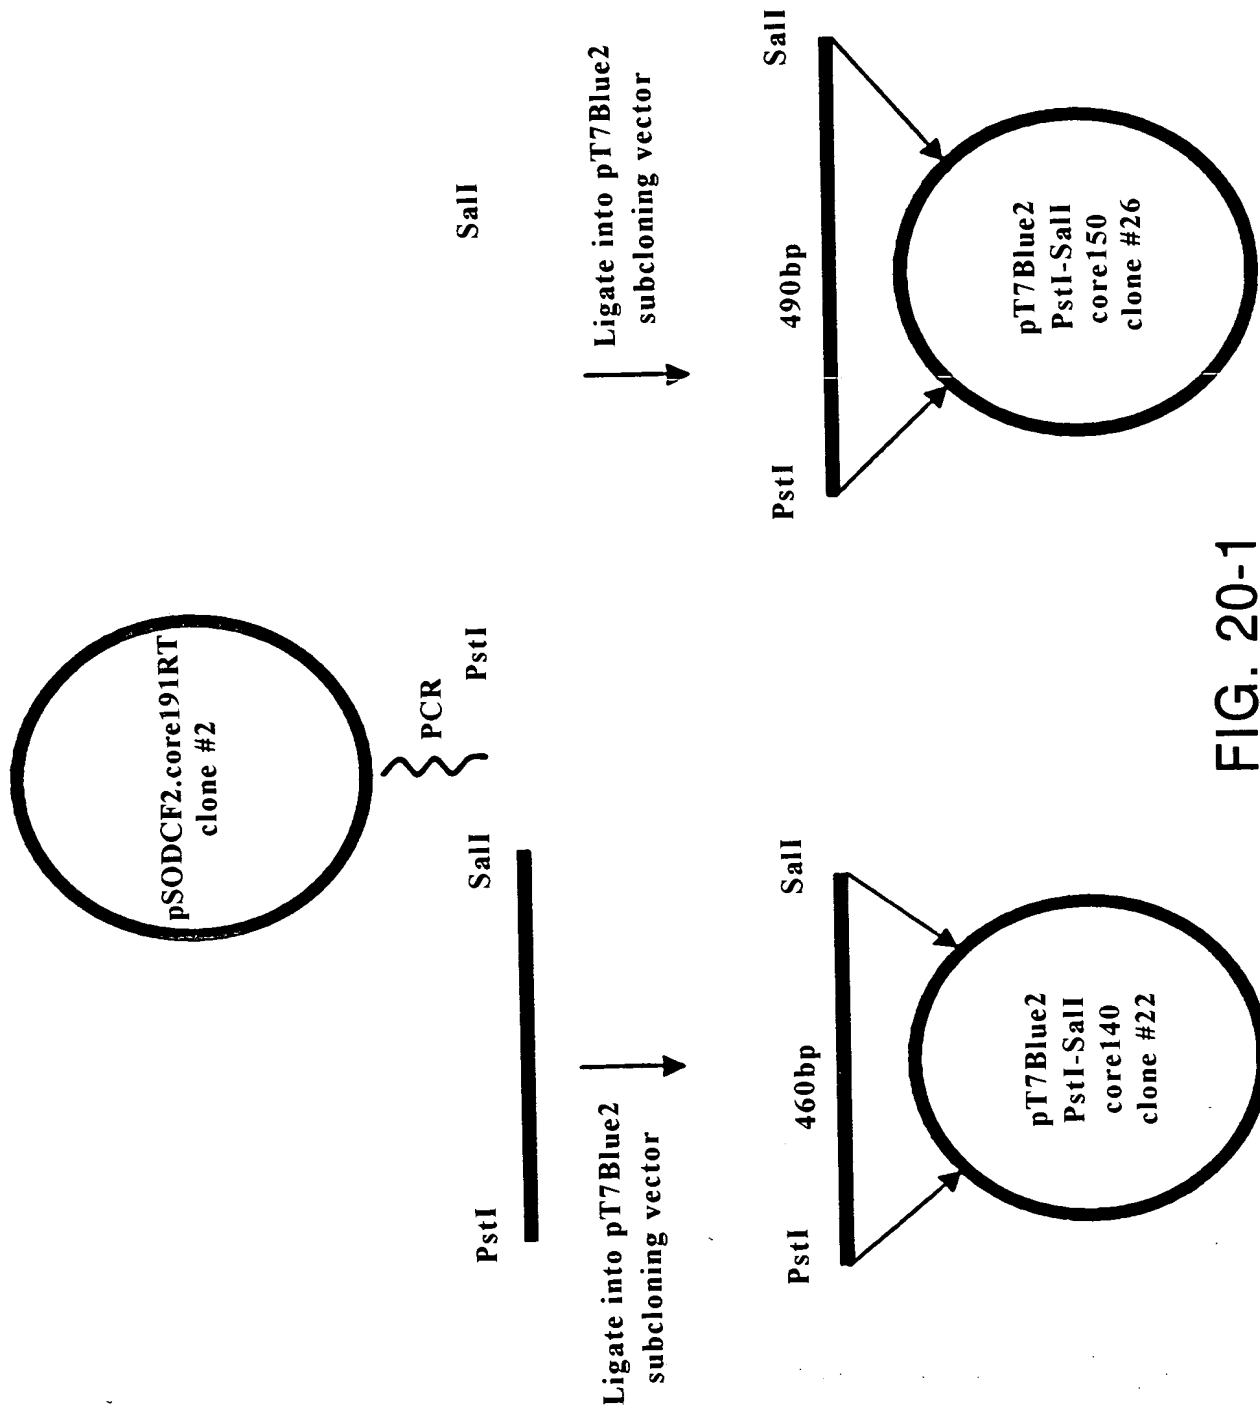 pSODCF2.core191RT
clone #2
PCR
PstI
SalI
PstI
SalI
Ligate into pT7Blue2
subcloning vector
Ligate into pT7Blue2
subcloning vector
PstI
460bp
SalI
PstI
490bp
SalI
pT7Blue2
PstI-SalI
core140
clone #22
pT7Blue2
PstI-SalI
core150
clone #26
FIG. 20-1